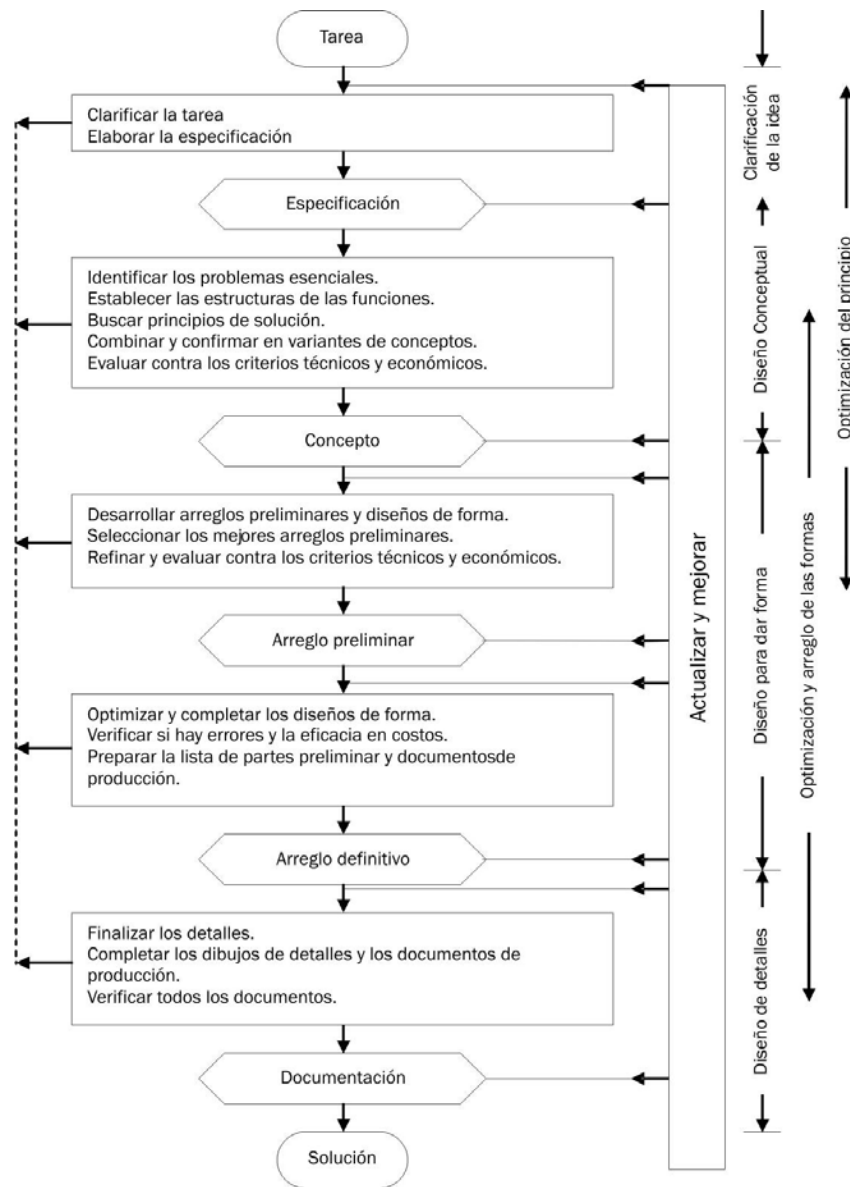 Tarea
Clarificar la tarea
Elaborar la especificación
Especificación
Identificar los problemas esenciales.
Establecer las estructuras de las funciones.
Buscar principios de solución.
Combinar y confirmar en variantes de conceptos.
Evaluar contra los criterios técnicos y económicos.
Concepto
Desarrollar arreglos preliminares y diseños de forma.
Seleccionar los mejores arreglos preliminares.
Refinar y evaluar contra los criterios técnicos y económicos.
Arreglo preliminar
Optimizar y completar los diseños de forma.
Verificar si hay errores y la eficacia en costos.
Preparar la lista de partes preliminar y documentosde
producción.
Arreglo definitivo
Finalizar los detalles.
Completar los dibujos de detalles y los documentos de
producción.
Verificar todos los documentos.
Documentación
Solución
Actualizar y mejorar
Clarificación
de la idea
Diseño Conceptual
Diseño para dar forma
Diseño de detalles
Optimización y arreglo de las formas
Optimización del principio